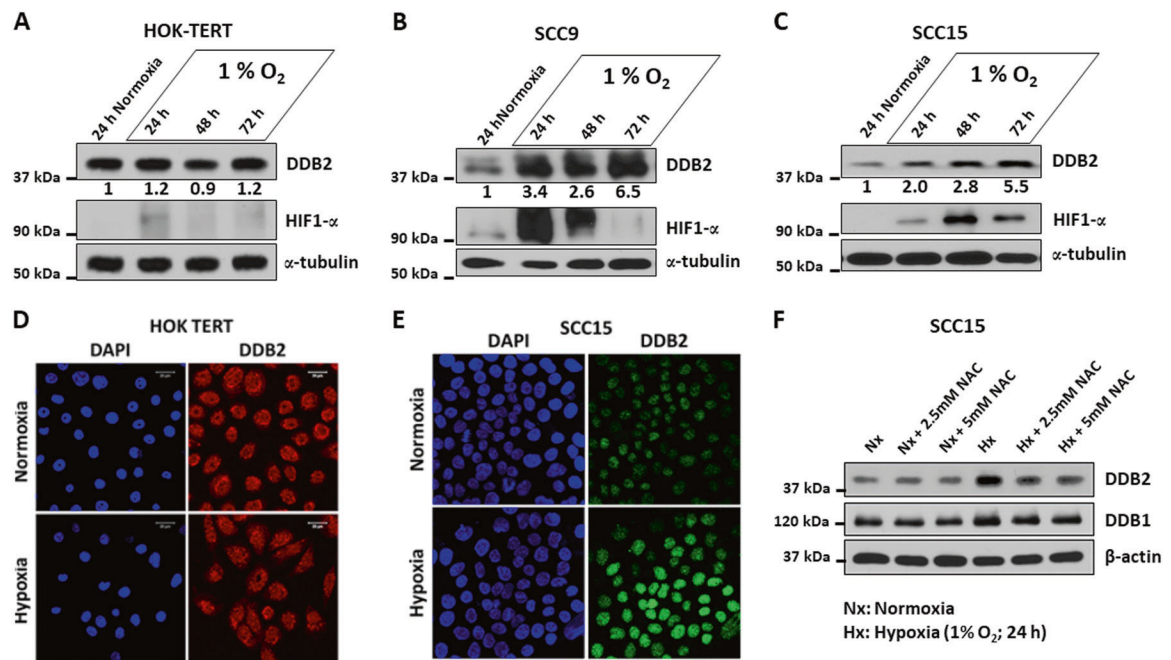 A
HOK-TERT
24 h Normoxia
1 % O₂
24 h
48 h
72 h
DDB2
37 kDa
1 1.2 0.9 1.2
HIF1-α
90 kDa
α-tubulin
50 kDa
B
SCC9
24 hNormoxia
1 % O₂
24 h
48 h
72 h
DDB2
37 kDa
1 3.4 2.6 6.5
HIF1-α
90 kDa
α-tubulin
50 kDa
C
SCC15
24 h Normoxia
1 % O₂
24 h
48 h
72 h
DDB2
37 kDa
1 2.0 2.8 5.5
HIF1-α
90 kDa
α-tubulin
50 kDa
D
HOK TERT
DAPI DDB2
Normoxia
Hypoxia
E
SCC15
DAPI DDB2
Normoxia
Hypoxia
F
SCC15
Nx
Nx + 2.5mM NAC
Nx + 5mM NAC
Hx
Hx + 2.5mM NAC
Hx + 5mM NAC
DDB2
37 kDa
120 kDa
DDB1
37 kDa
β-actin
Nx: Normoxia
Hx: Hypoxia (1% O₂; 24 h)